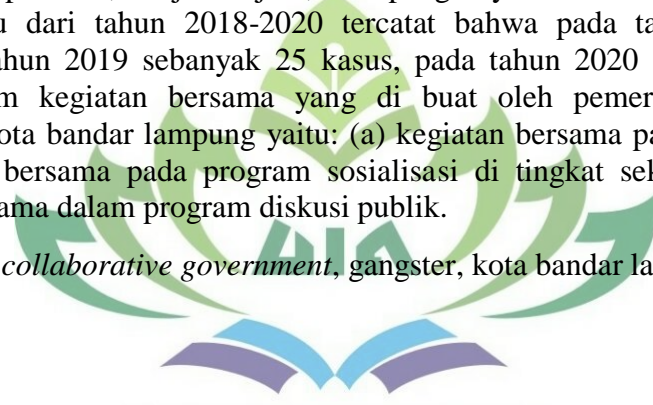 u dari tahun 2018-2020 tercatat bahwa pada ta
ahun 2019 sebanyak 25 kasus, pada tahun 2020
m kegiatan bersama yang di buat oleh pemer
ota bandar lampung yaitu: (a) kegiatan bersama pa
bersama pada program sosialisasi di tingkat sek
ama dalam program diskusi publik.
collaborative government, gangster, kota bandar la